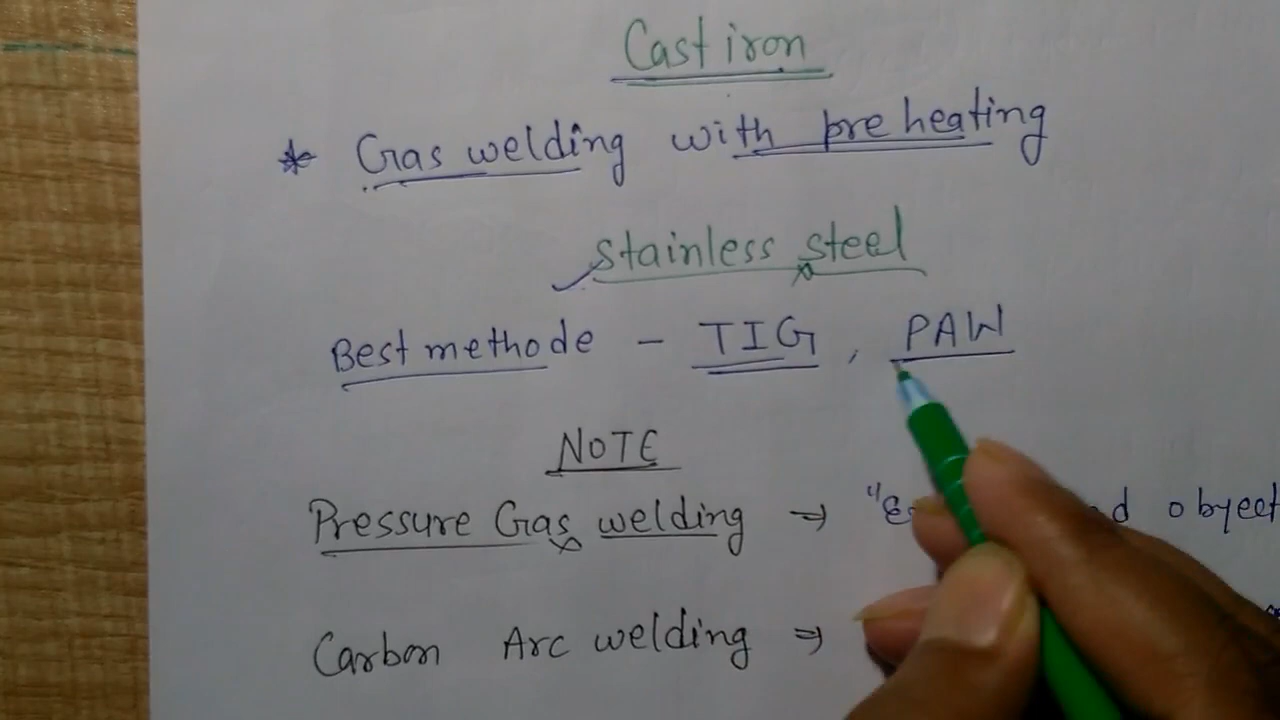 Cast iron
* Gas welding with pre heating
Stainless steel
Best methode - TIG, PAW
NOTE
Pressure Gas welding ⇒ " object
Carbon Arc welding ⇒